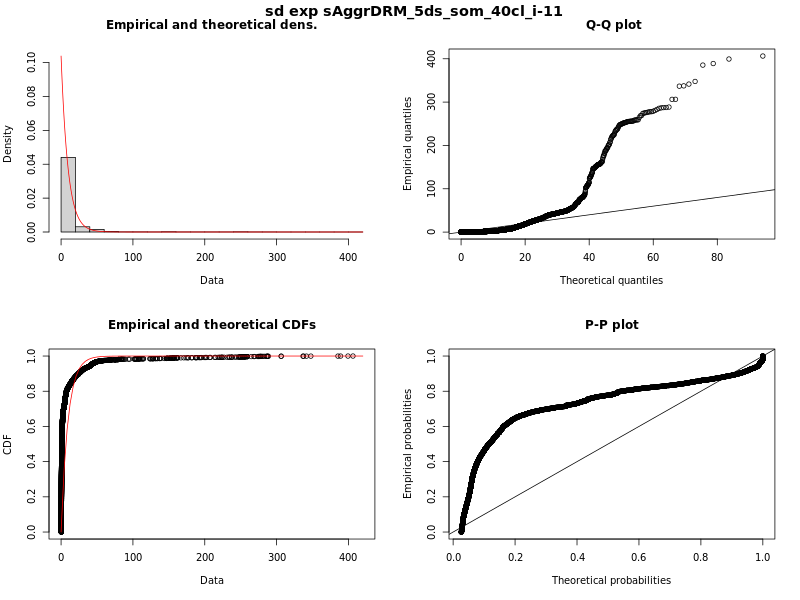 sd exp sAggrDRM_5ds_som_40cl_i-11
Empirical and theoretical dens.
Density
0.00 0.02 0.04 0.06 0.08 0.10
0 100 200 300 400
Data
Q-Q plot
Empirical quantiles
0 100 200 300 400
0 20 40 60 80
Theoretical quantiles
Empirical and theoretical CDFs
CDF
0.0 0.2 0.4 0.6 0.8 1.0
0 100 200 300 400
Data
P-P plot
Empirical probabilities
0.0 0.2 0.4 0.6 0.8 1.0
0.0 0.2 0.4 0.6 0.8 1.0
Theoretical probabilities